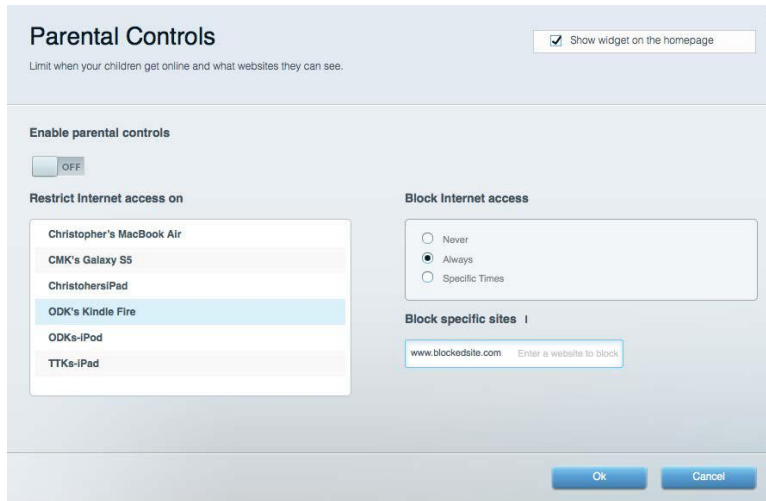 Parental Controls
Show widget on the homepage
Limit when your children get online and what websites they can see.
Enable parental controls
OFF
Restrict Internet access on
Christopher's MacBook Air
CMK's Galaxy S5
ChristohersiPad
ODK's Kindle Fire
ODKs-iPod
TTKs-iPad
Block Internet access
Never
Always
Specific Times
Block specific sites I
www.blockedsite.com Enter a website to block
Ok
Cancel